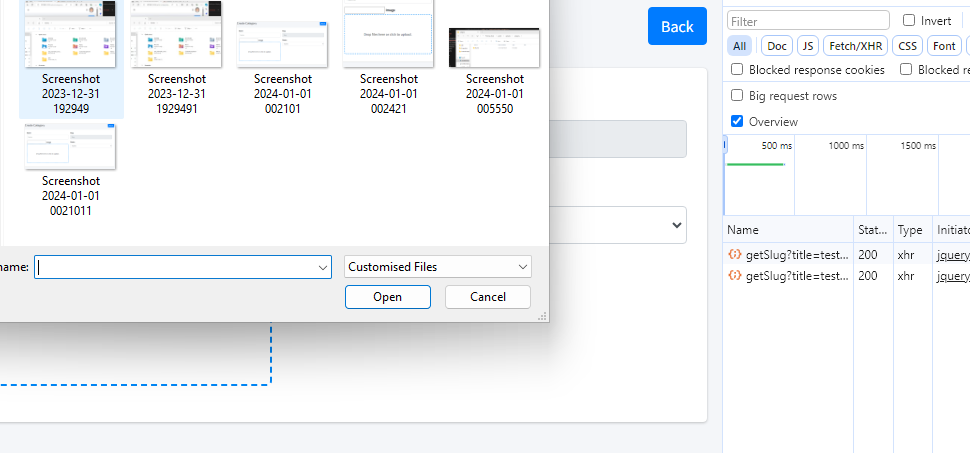 Screenshot
2023-12-31
192949
Screenshot
2023-12-31
1929491
Screenshot
2024-01-01
002101
Screenshot
2024-01-01
002421
Screenshot
2024-01-01
005550
Screenshot
2024-01-01
0021011
name:
Customised Files
Open
Cancel
Back
Filter
Invert
All
Doc
JS
Fetch/XHR
CSS
Font
Blocked response cookies
Blocked re
Big request rows
Overview
500 ms
1000 ms
1500 ms
Name
Stat...
Type
Initiato
getSlug?title=test...
200
xhr
jquery
getSlug?title=test...
200
xhr
jquery